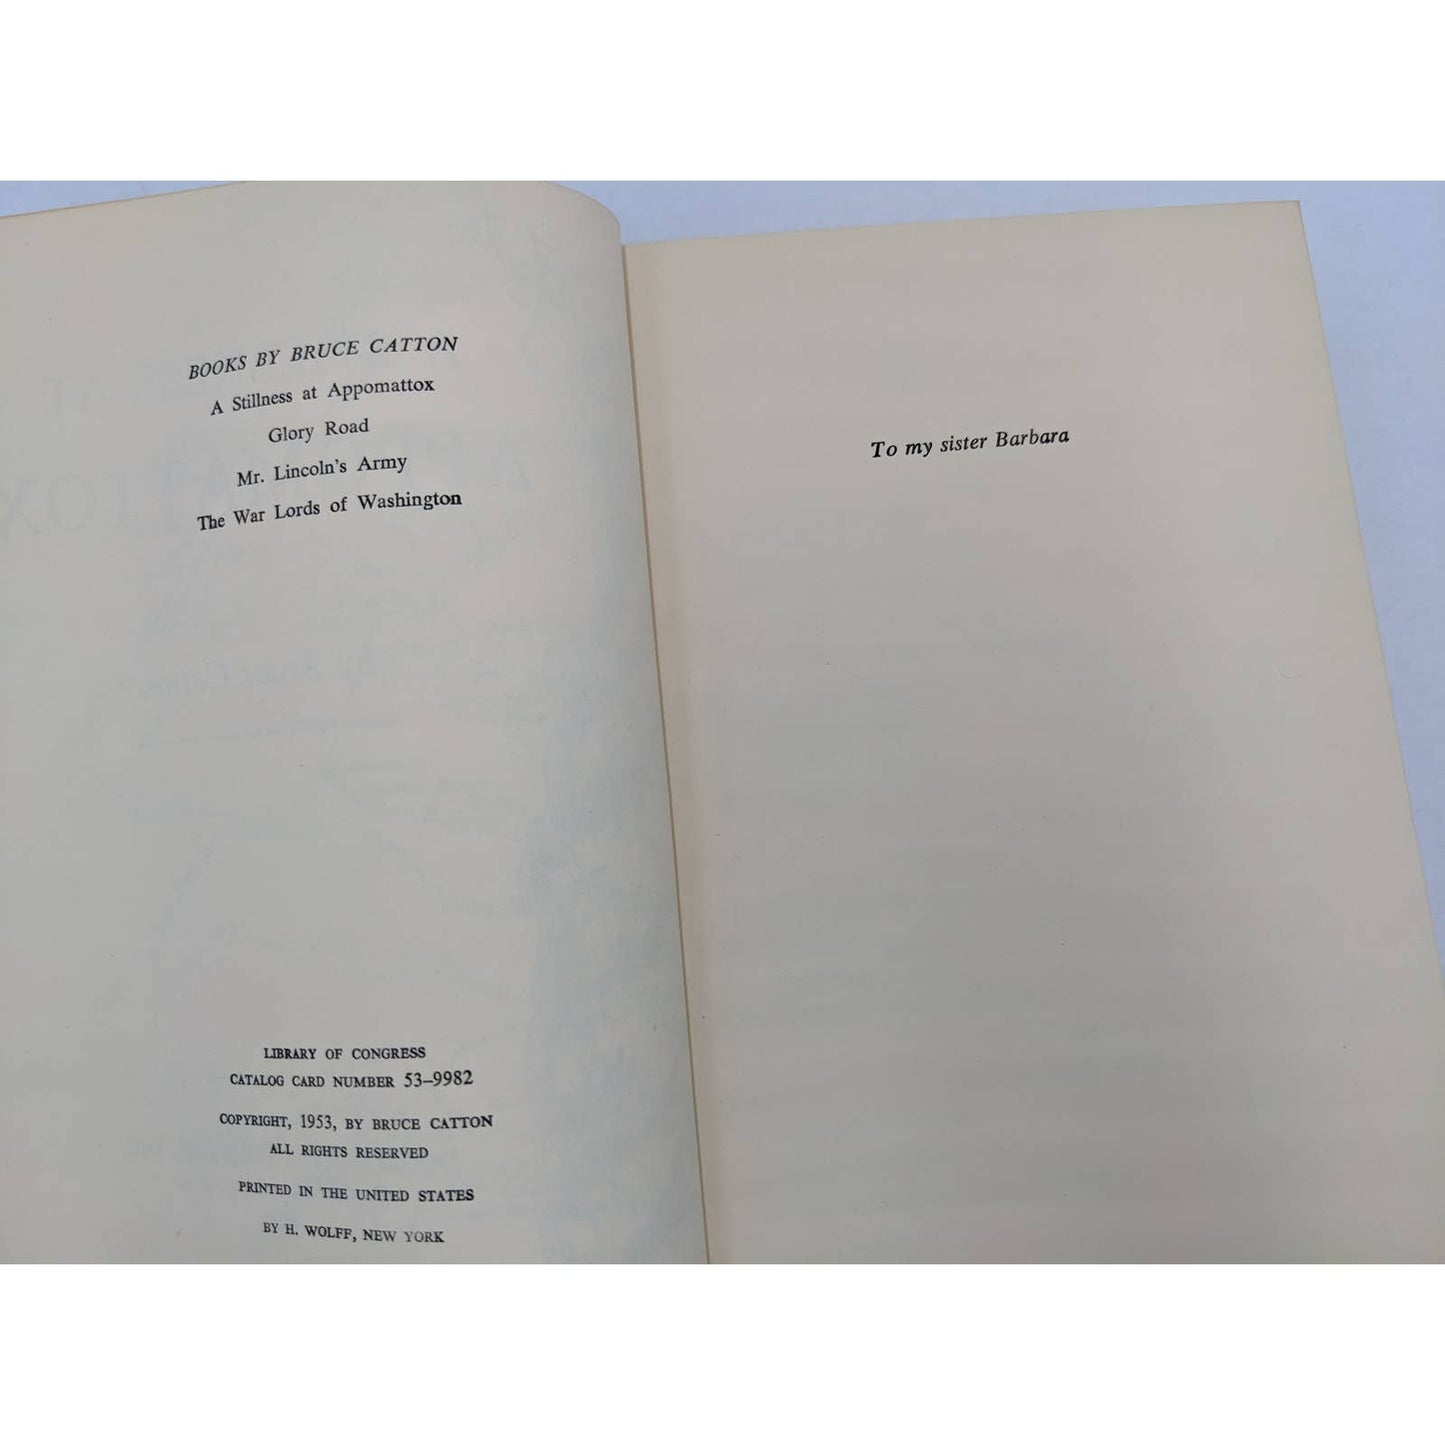 BOOKS BY BRUCE CATTON
A Stillness at Appomattox
Glory Road
Mr. Lincoln's Army
The War Lords of Washington
LIBRARY OF CONGRESS
CATALOG CARD NUMBER 53–9982
COPYRIGHT, 1953, BY BRUCE CATTON
ALL RIGHTS RESERVED
PRINTED IN THE UNITED STATES
BY H. WOLFF, NEW YORK
To my sister Barbara